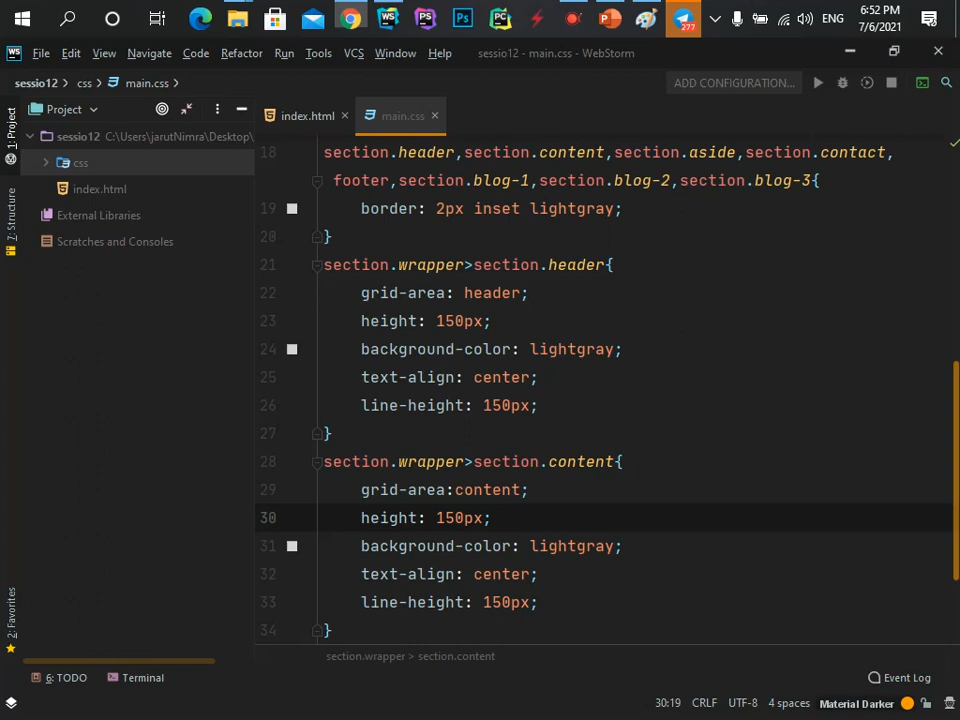 ENG
6:52 PM
7/6/2021
277
WS
PS
Ps
PC
File Edit View Navigate Code Refactor Run Tools VCS Window Help sessio12 - main.css - WebStorm
sessio12 css main.css ADD CONFIGURATION...
Project
index.html
main.css
1: Project
7: Structure
2: Favorites
sessio12 C:\Users\jarutNimra\Desktop\
css
index.html
External Libraries
Scratches and Consoles
18 section.header,section.content,section.aside,section.contact,
footer,section.blog-1,section.blog-2,section.blog-3{
19 border: 2px inset lightgray;
20 }
21 section.wrapper>section.header{
22 grid-area: header;
23 height: 150px;
24 background-color: lightgray;
25 text-align: center;
26 line-height: 150px;
27 }
28 section.wrapper>section.content{
29 grid-area:content;
30 height: 150px;
31 background-color: lightgray;
32 text-align: center;
33 line-height: 150px;
34 }
section.wrapper > section.content
6: TODO Terminal Event Log
30:19 CRLF UTF-8 4 spaces Material Darker